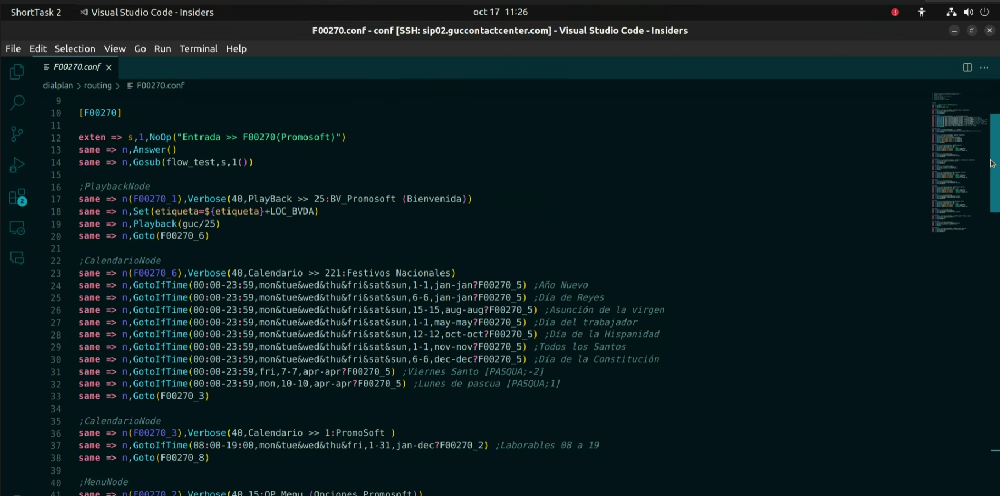 ShortTask 2 Visual Studio Code - Insiders oct 17 11:26
F00270.conf - conf [SSH: sip02.guccontactcenter.com] - Visual Studio Code - Insiders
File Edit Selection View Go Run Terminal Help
F00270.conf
dialplan > routing > F00270.conf
9
10 [F00270]
11
12 exten => s,1,NoOp("Entrada >> F00270(Promosoft)")
13 same => n,Answer()
14 same => n,Gosub(flow_test,s,1())
15
16 ;PlaybackNode
17 same => n(F00270_1),Verbose(40,PlayBack >> 25:BV_Promosoft (Bienvenida))
18 same => n,Set(etiqueta=${etiqueta}+LOC_BVDA)
19 same => n,Playback(guc/25)
20 same => n,Goto(F00270_6)
21
22 ;CalendarioNode
23 same => n(F00270_6),Verbose(40,Calendario >> 221:Festivos Nacionales)
24 same => n,GotoIfTime(00:00-23:59,mon&tue&wed&thu&fri&sat&sun,1-1,jan-jan?F00270_5) ;Año Nuevo
25 same => n,GotoIfTime(00:00-23:59,mon&tue&wed&thu&fri&sat&sun,6-6,jan-jan?F00270_5) ;Día de Reyes
26 same => n,GotoIfTime(00:00-23:59,mon&tue&wed&thu&fri&sat&sun,15-15,aug-aug?F00270_5) ;Asunción de la virgen
27 same => n,GotoIfTime(00:00-23:59,mon&tue&wed&thu&fri&sat&sun,1-1,may-may?F00270_5) ;Día del trabajador
28 same => n,GotoIfTime(00:00-23:59,mon&tue&wed&thu&fri&sat&sun,12-12,oct-oct?F00270_5) ;Día de la Hispanidad
29 same => n,GotoIfTime(00:00-23:59,mon&tue&wed&thu&fri&sat&sun,1-1,nov-nov?F00270_5) ;Todos los Santos
30 same => n,GotoIfTime(00:00-23:59,mon&tue&wed&thu&fri&sat&sun,6-6,dec-dec?F00270_5) ;Día de la Constitución
31 same => n,GotoIfTime(00:00-23:59,fri,7-7,apr-apr?F00270_5) ;Viernes Santo [PASQUA;-2]
32 same => n,GotoIfTime(00:00-23:59,mon,10-10,apr-apr?F00270_5) ;Lunes de pascua [PASQUA;1]
33 same => n,Goto(F00270_3)
34
35 ;CalendarioNode
36 same => n(F00270_3),Verbose(40,Calendario >> 1:PromoSoft )
37 same => n,GotoIfTime(08:00-19:00,mon&tue&wed&thu&fri,1-31,jan-dec?F00270_2) ;Laborables 08 a 19
38 same => n,Goto(F00270_8)
39
40 ;MenuNode
41 same => n(F00270_2),Verbose(40,15:OP_Menu (Opciones Promosoft))
2